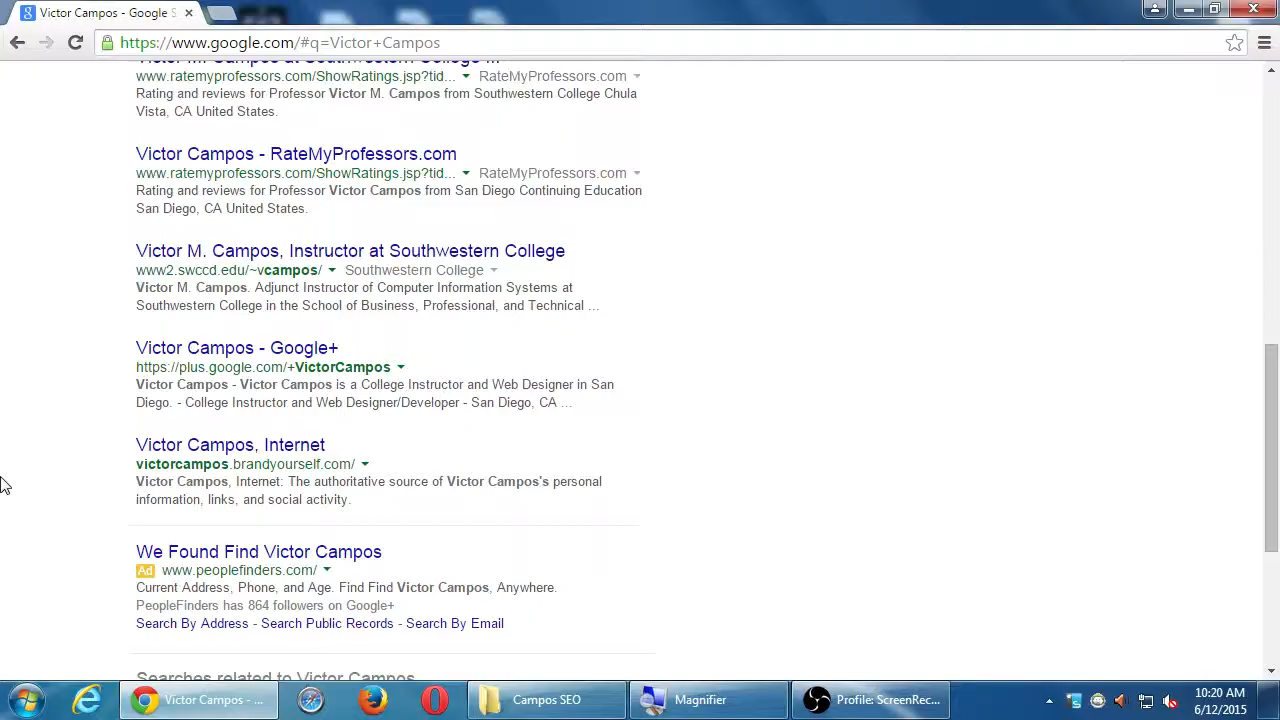 Victor Campos - Google S
https://www.google.com/#q=Victor+Campos
Victor M. Campos at Southwestern College ...
www.ratemyprofessors.com/ShowRatings.jsp?tid... RateMyProfessors.com
Rating and reviews for Professor Victor M. Campos from Southwestern College Chula
Vista, CA United States.
Victor Campos - RateMyProfessors.com
www.ratemyprofessors.com/ShowRatings.jsp?tid... RateMyProfessors.com
Rating and reviews for Professor Victor Campos from San Diego Continuing Education
San Diego, CA United States.
Victor M. Campos, Instructor at Southwestern College
www2.swccd.edu/~vcampos/ Southwestern College
Victor M. Campos. Adjunct Instructor of Computer Information Systems at
Southwestern College in the School of Business, Professional, and Technical ...
Victor Campos - Google+
https://plus.google.com/+VictorCampos
Victor Campos - Victor Campos is a College Instructor and Web Designer in San
Diego. - College Instructor and Web Designer/Developer - San Diego, CA ...
Victor Campos, Internet
victorcampos.brandyourself.com/
Victor Campos, Internet: The authoritative source of Victor Campos's personal
information, links, and social activity.
We Found Find Victor Campos
Ad www.peoplefinders.com/
Current Address, Phone, and Age. Find Find Victor Campos, Anywhere.
PeopleFinders has 864 followers on Google+
Search By Address - Search Public Records - Search By Email
Searches related to Victor Campos
Victor Campos - ...
Campos SEO
Magnifier
Profile: ScreenRec...
10:20 AM
6/12/2015